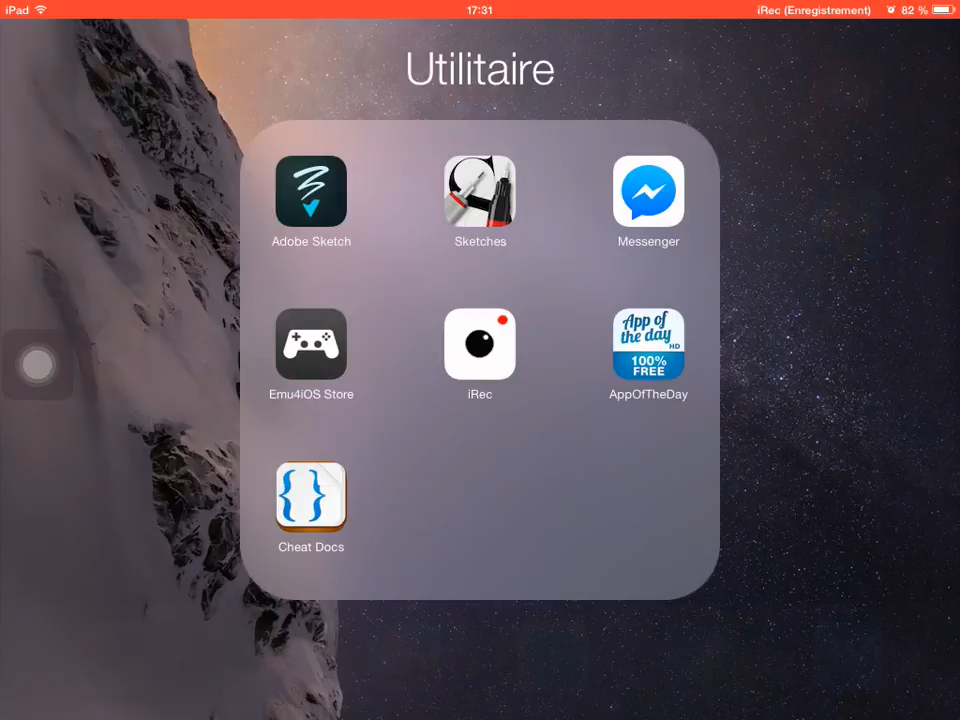 iPad 17:31 iRec (Enregistrement) 82 %
Utilitaire
Adobe Sketch Sketches Messenger
App of
the day
HD
100%
FREE
Emu4iOS Store iRec AppOfTheDay
{ }
Cheat Docs